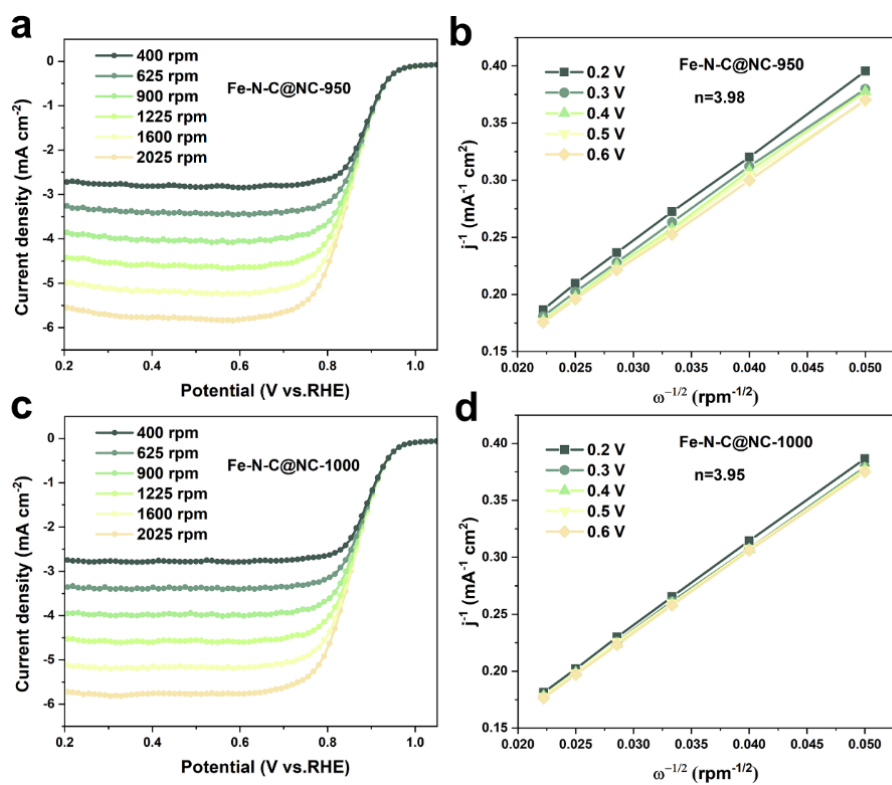 a
400 rpm
625 rpm
900 rpm
1225 rpm
1600 rpm
2025 rpm
Fe-N-C@NC-950
0
-1
-2
-3
-4
-5
-6
0.2
0.4
0.6
0.8
1.0
Current density (mA cm⁻²)
Potential (V vs.RHE)
b
0.2 V
0.3 V
0.4 V
0.5 V
0.6 V
Fe-N-C@NC-950
n=3.98
0.40
0.35
0.30
0.25
0.20
0.15
0.020
0.025
0.030
0.035
0.040
0.045
0.050
j⁻¹ (mA⁻¹ cm²)
ω⁻¹/² (rpm⁻¹/²)
c
400 rpm
625 rpm
900 rpm
1225 rpm
1600 rpm
2025 rpm
Fe-N-C@NC-1000
0
-1
-2
-3
-4
-5
-6
0.2
0.4
0.6
0.8
1.0
Current density (mA cm⁻²)
Potential (V vs.RHE)
d
0.2 V
0.3 V
0.4 V
0.5 V
0.6 V
Fe-N-C@NC-1000
n=3.95
0.40
0.35
0.30
0.25
0.20
0.15
0.020
0.025
0.030
0.035
0.040
0.045
0.050
j⁻¹ (mA⁻¹ cm²)
ω⁻¹/² (rpm⁻¹/²)